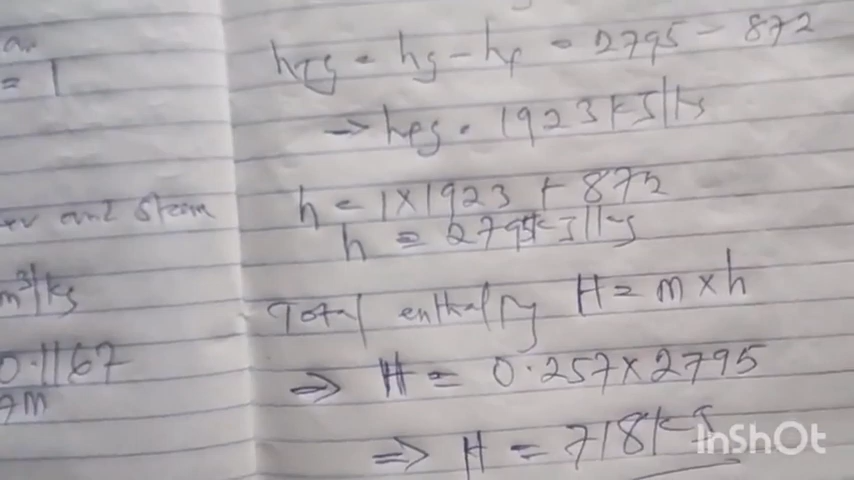 = 1
and steam
m³/kg
0.1167
hfg = hg - hf = 2795 - 872
→ hfg = 1923 kJ/kg
h = 1 x 1923 + 872
h = 2795 kJ/kg
Total enthalpy H = m x h
⇒ H = 0.257 x 2795
⇒ H = 718 kJ
InShOt